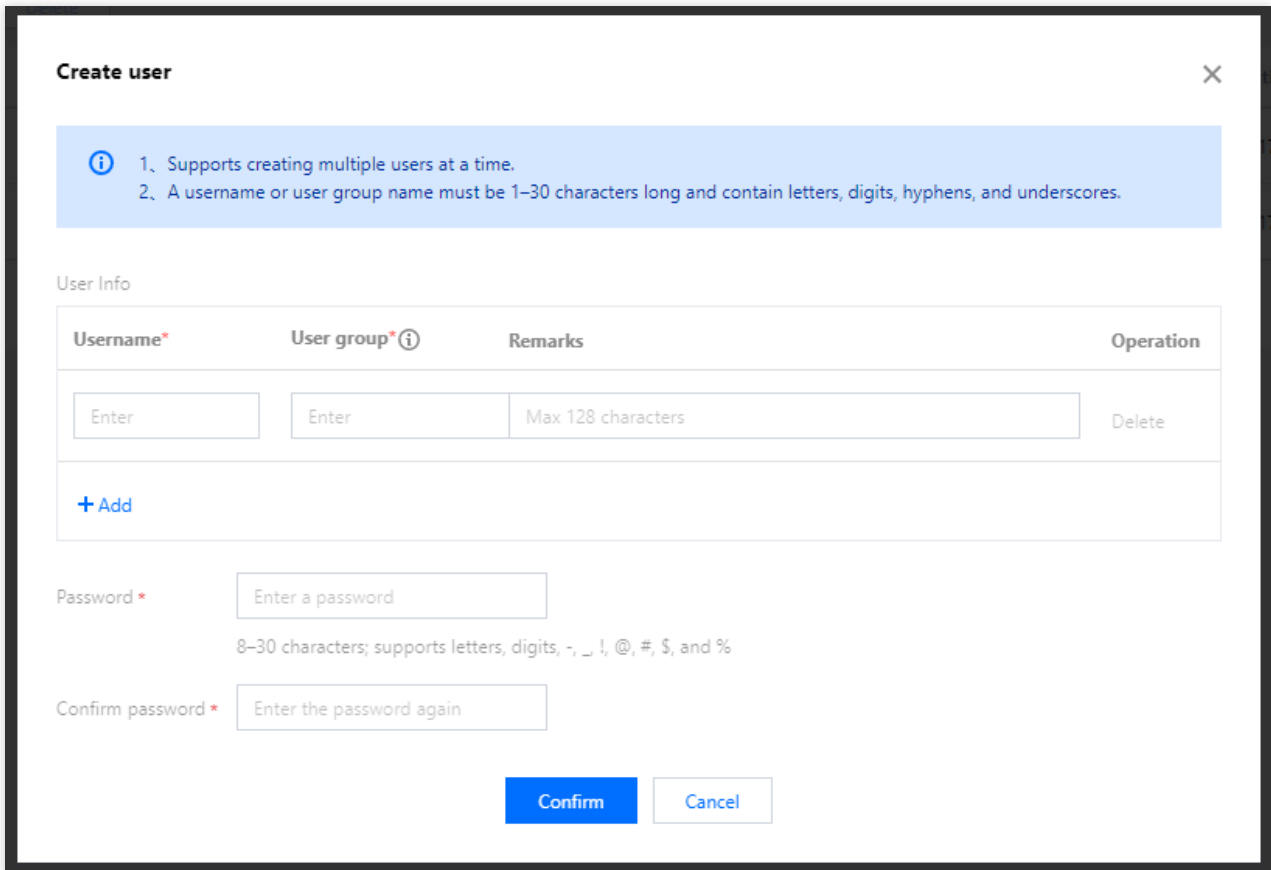 Create user
1、Supports creating multiple users at a time.
2、A username or user group name must be 1–30 characters long and contain letters, digits, hyphens, and underscores.
User Info
Username* User group* Remarks Operation
Enter Enter Max 128 characters Delete
+ Add
Password * Enter a password
8–30 characters; supports letters, digits, -, _, !, @, #, $, and %
Confirm password * Enter the password again
Confirm Cancel